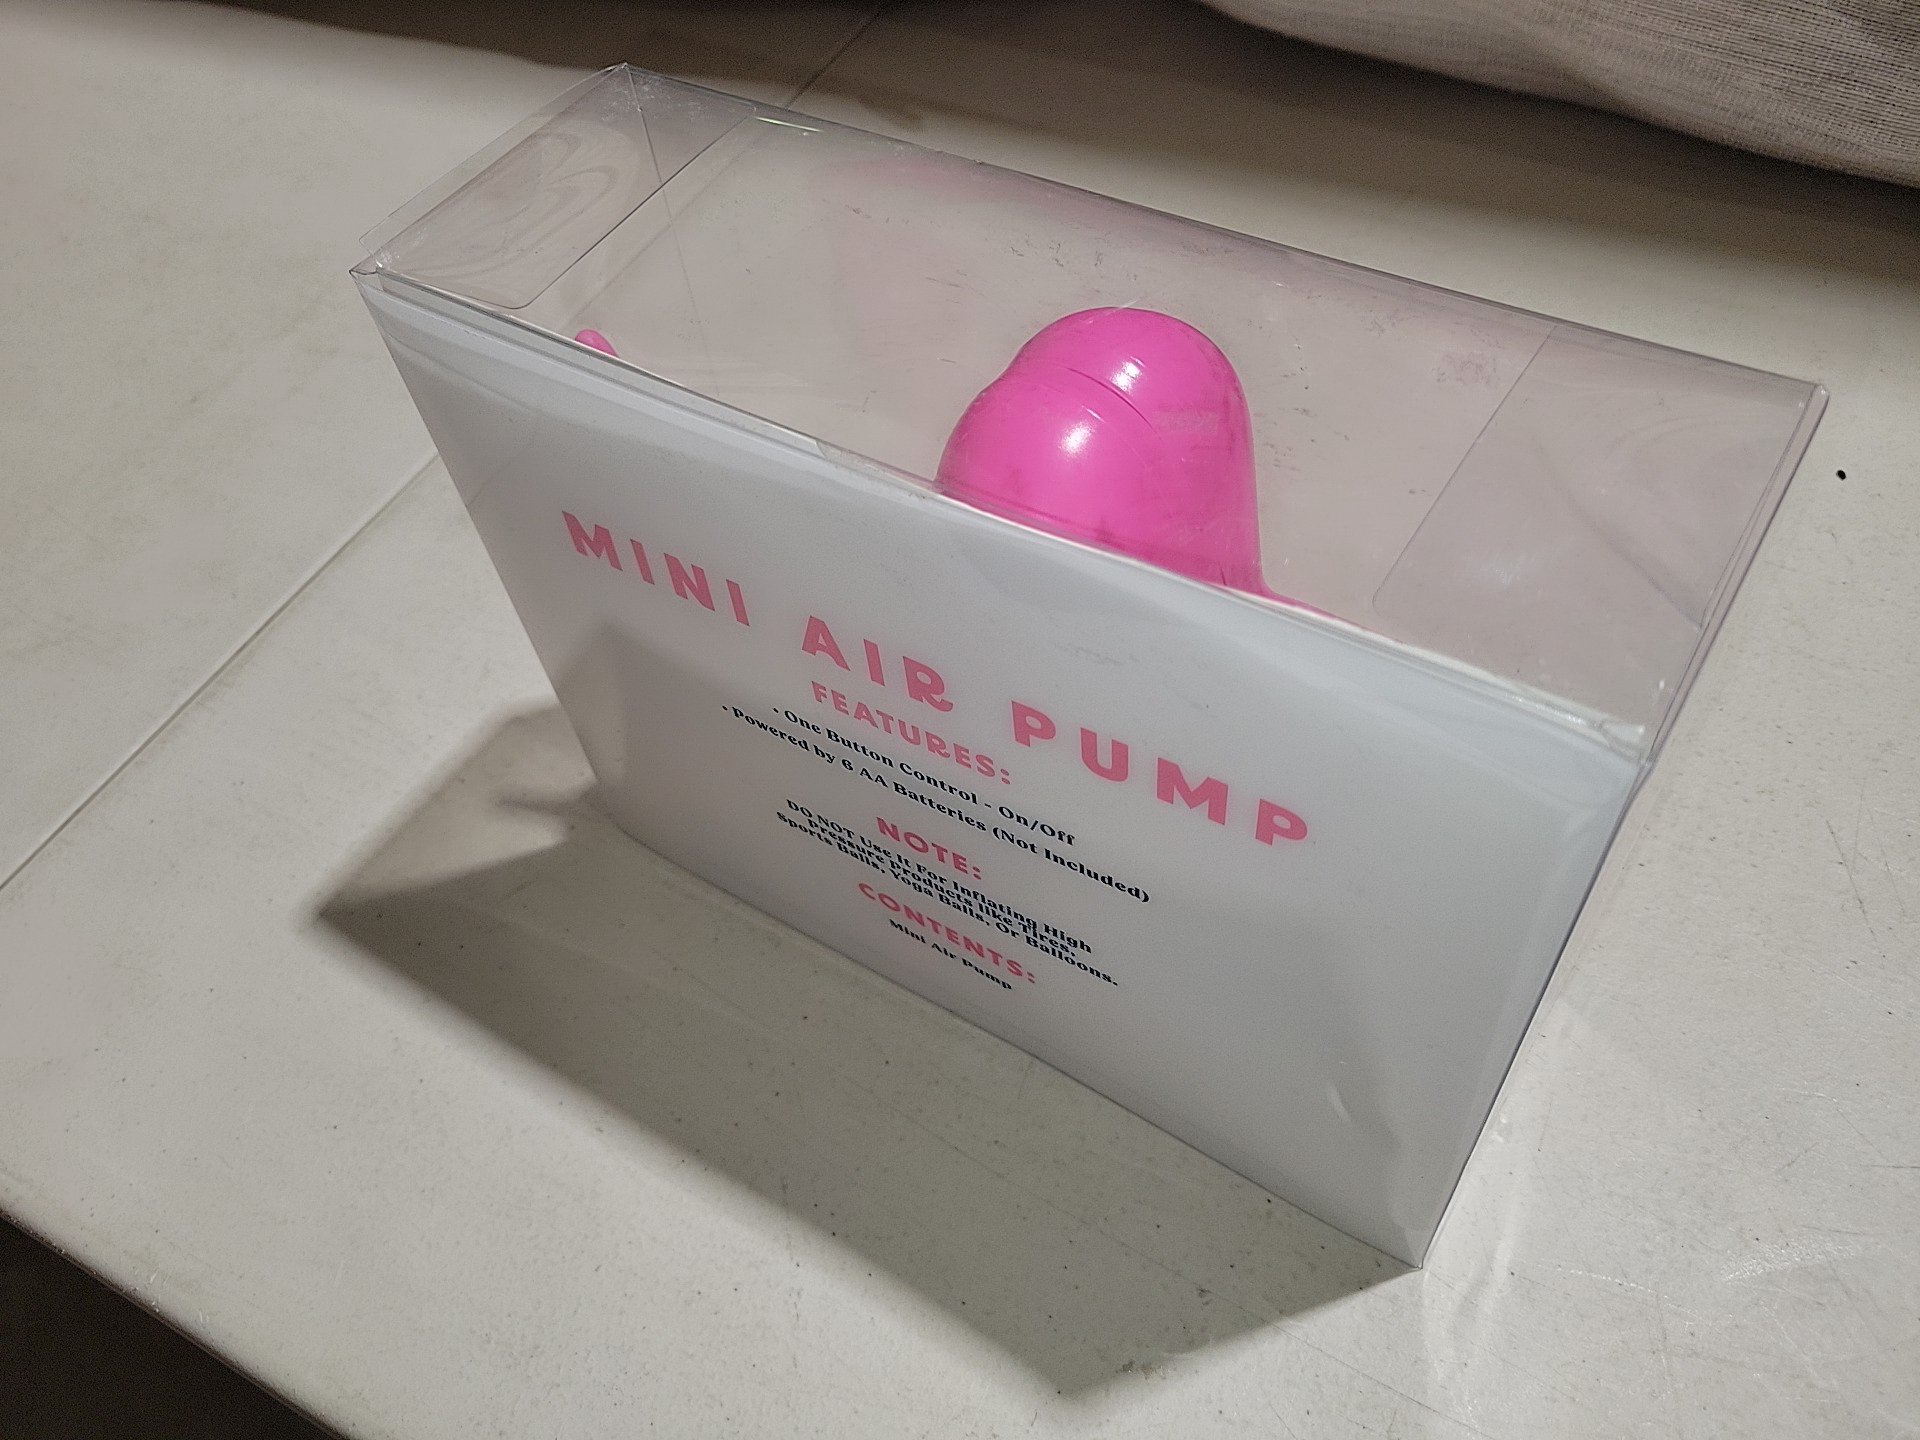 MINI AIR PUMP
FEATURES:
• One Button Control - On/Off
• Powered by 6 AA Batteries (Not Included)
NOTE:
DO NOT Use It For Inflating High
Pressure Products like Tires,
Sports Balls, Yoga Balls, Or Balloons.
CONTENTS:
Mini Air Pump